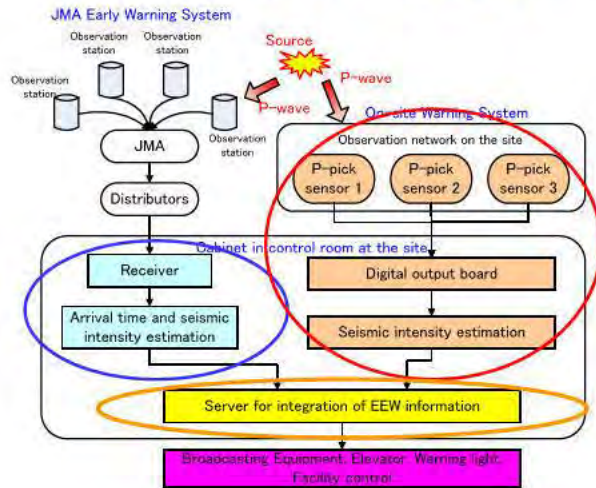 JMA Early Warning System
Observation station
Observation station
Observation station
Observation station
Source
P-wave
P-wave
On-site Warning System
Observation network on the site
P-pick sensor 1
P-pick sensor 2
P-pick sensor 3
JMA
Distributors
Cabinet in control room at the site
Receiver
Digital output board
Arrival time and seismic
intensity estimation
Seismic intensity estimation
Server for integration of EEW information
Broadcasting Equipment, Elevator, Warning light,
Facility control